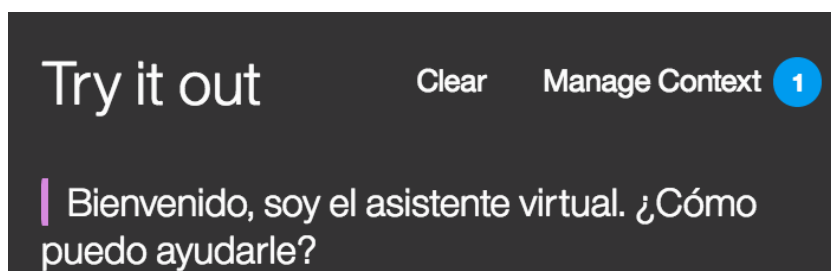 Try it out Clear Manage Context 1
Bienvenido, soy el asistente virtual. ¿Cómo
puedo ayudarle?